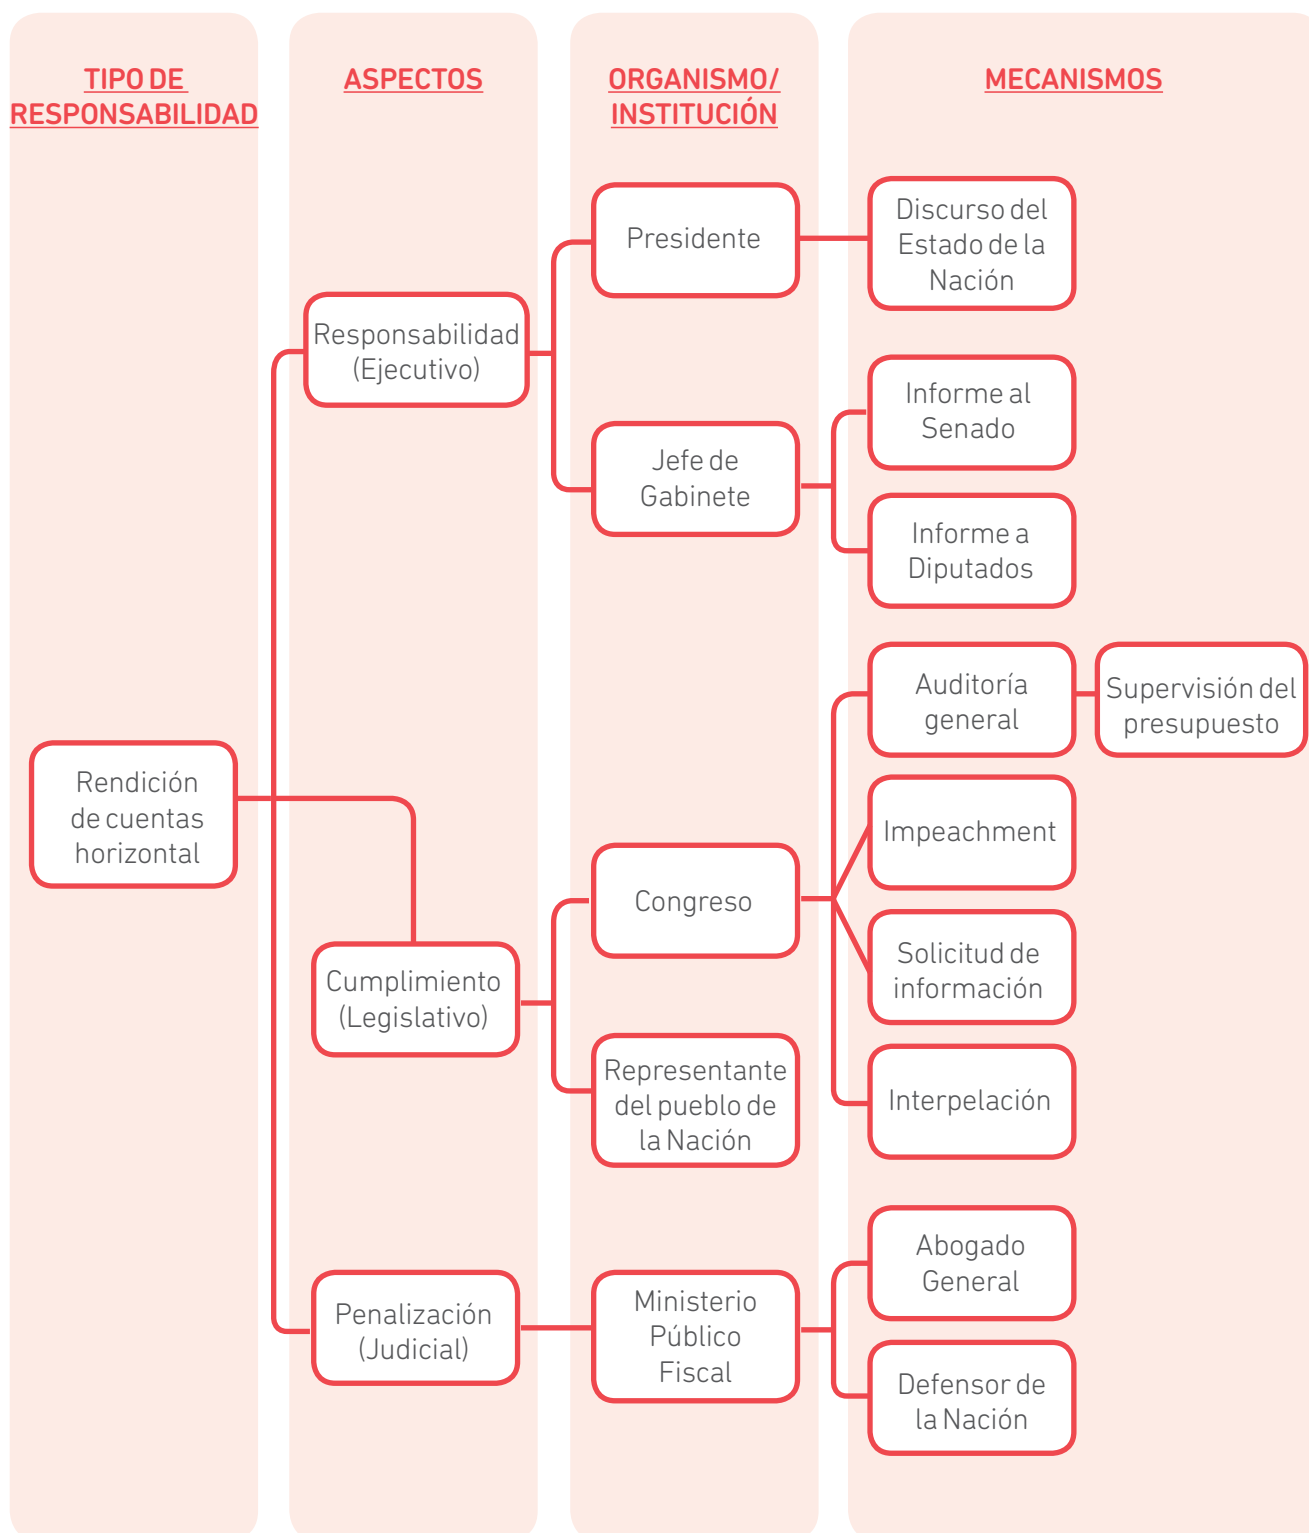 TIPO DE
RESPONSABILIDAD
ASPECTOS
ORGANISMO/
INSTITUCIÓN
MECANISMOS
Rendición
de cuentas
horizontal
Responsabilidad
(Ejecutivo)
Presidente
Discurso del
Estado de la
Nación
Jefe de
Gabinete
Informe al
Senado
Informe a
Diputados
Cumplimiento
(Legislativo)
Congreso
Auditoría
general
Supervisión del
presupuesto
Impeachment
Solicitud de
información
Interpelación
Representante
del pueblo de
la Nación
Penalización
(Judicial)
Ministerio
Público
Fiscal
Abogado
General
Defensor de
la Nación